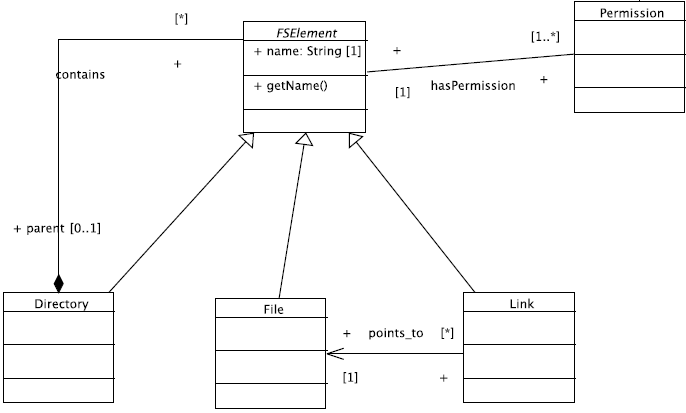 [*]
FSElement
Permission
+ name: String [1]
+
[1..*]
+
contains
+ getName()
[1]
hasPermission
+
+ parent [0..1]
Directory
File
Link
+
points_to
[*]
[1]
+